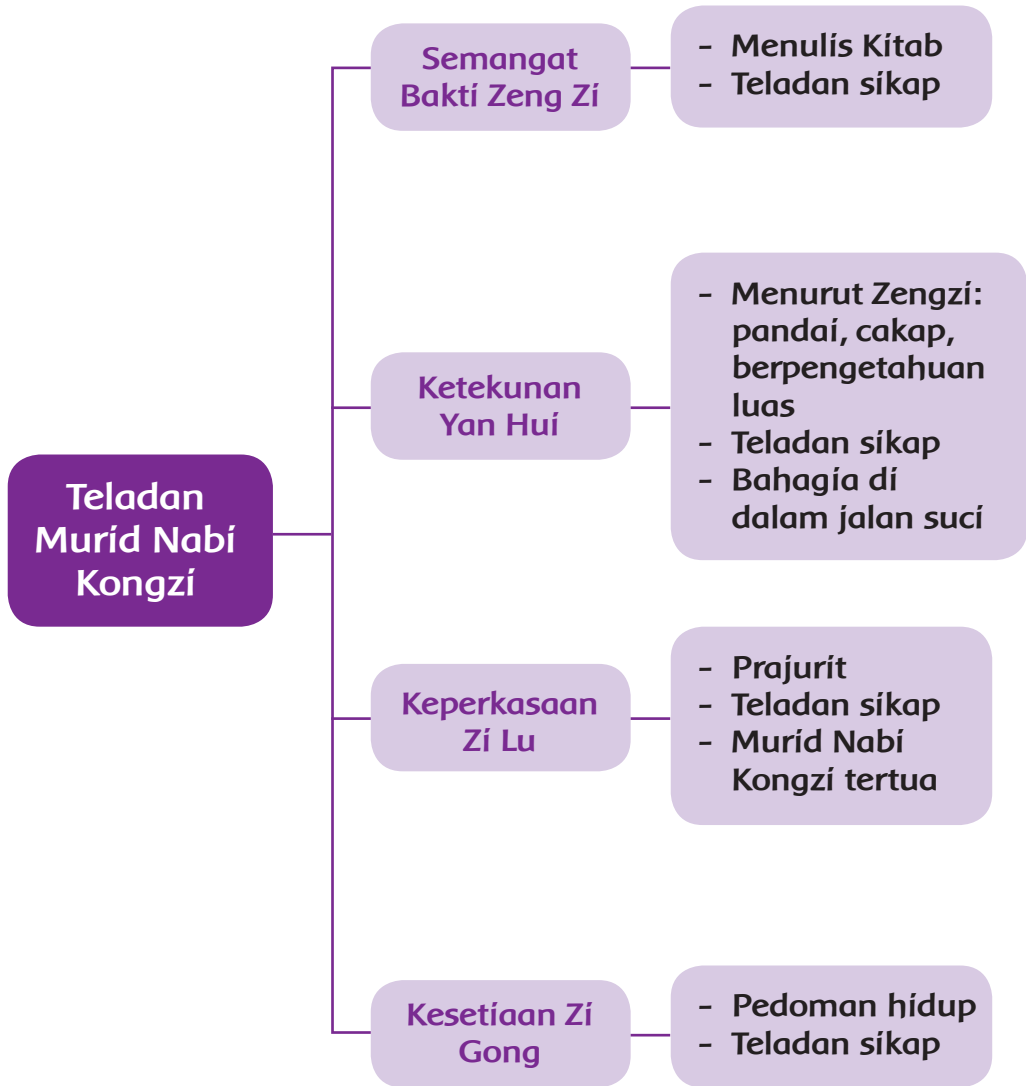 Teladan
Murid Nabi
Kongzi
Semangat
Bakti Zeng Zi
- Menulis Kitab
- Teladan sikap
Ketekunan
Yan Hui
- Menurut Zengzi:
pandai, cakap,
berpengetahuan
luas
- Teladan sikap
- Bahagia di
dalam jalan suci
Keperkasaan
Zi Lu
- Prajurit
- Teladan sikap
- Murid Nabi
Kongzi tertua
Kesetiaan Zi
Gong
- Pedoman hidup
- Teladan sikap